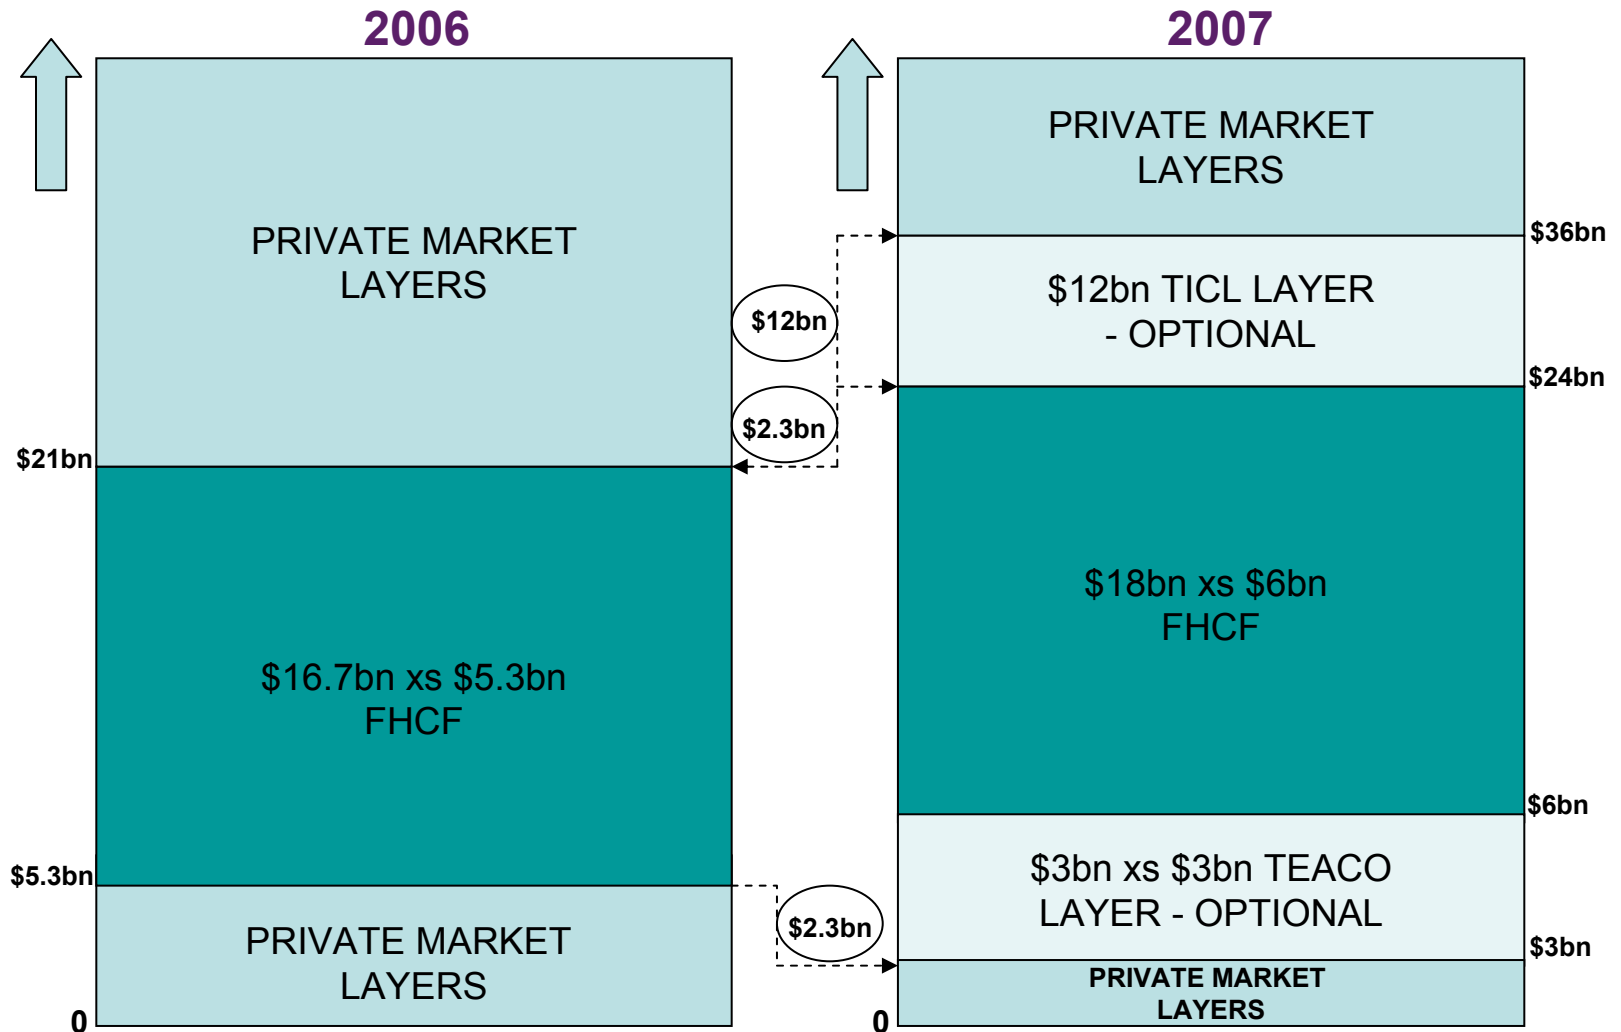 2006
PRIVATE MARKET
LAYERS
$21bn
$16.7bn xs $5.3bn
FHCF
$5.3bn
PRIVATE MARKET
LAYERS
0
$12bn
$2.3bn
$2.3bn
2007
PRIVATE MARKET
LAYERS
$36bn
$12bn TICL LAYER
- OPTIONAL
$24bn
$18bn xs $6bn
FHCF
$6bn
$3bn xs $3bn TEACO
LAYER - OPTIONAL
$3bn
PRIVATE MARKET
LAYERS
0